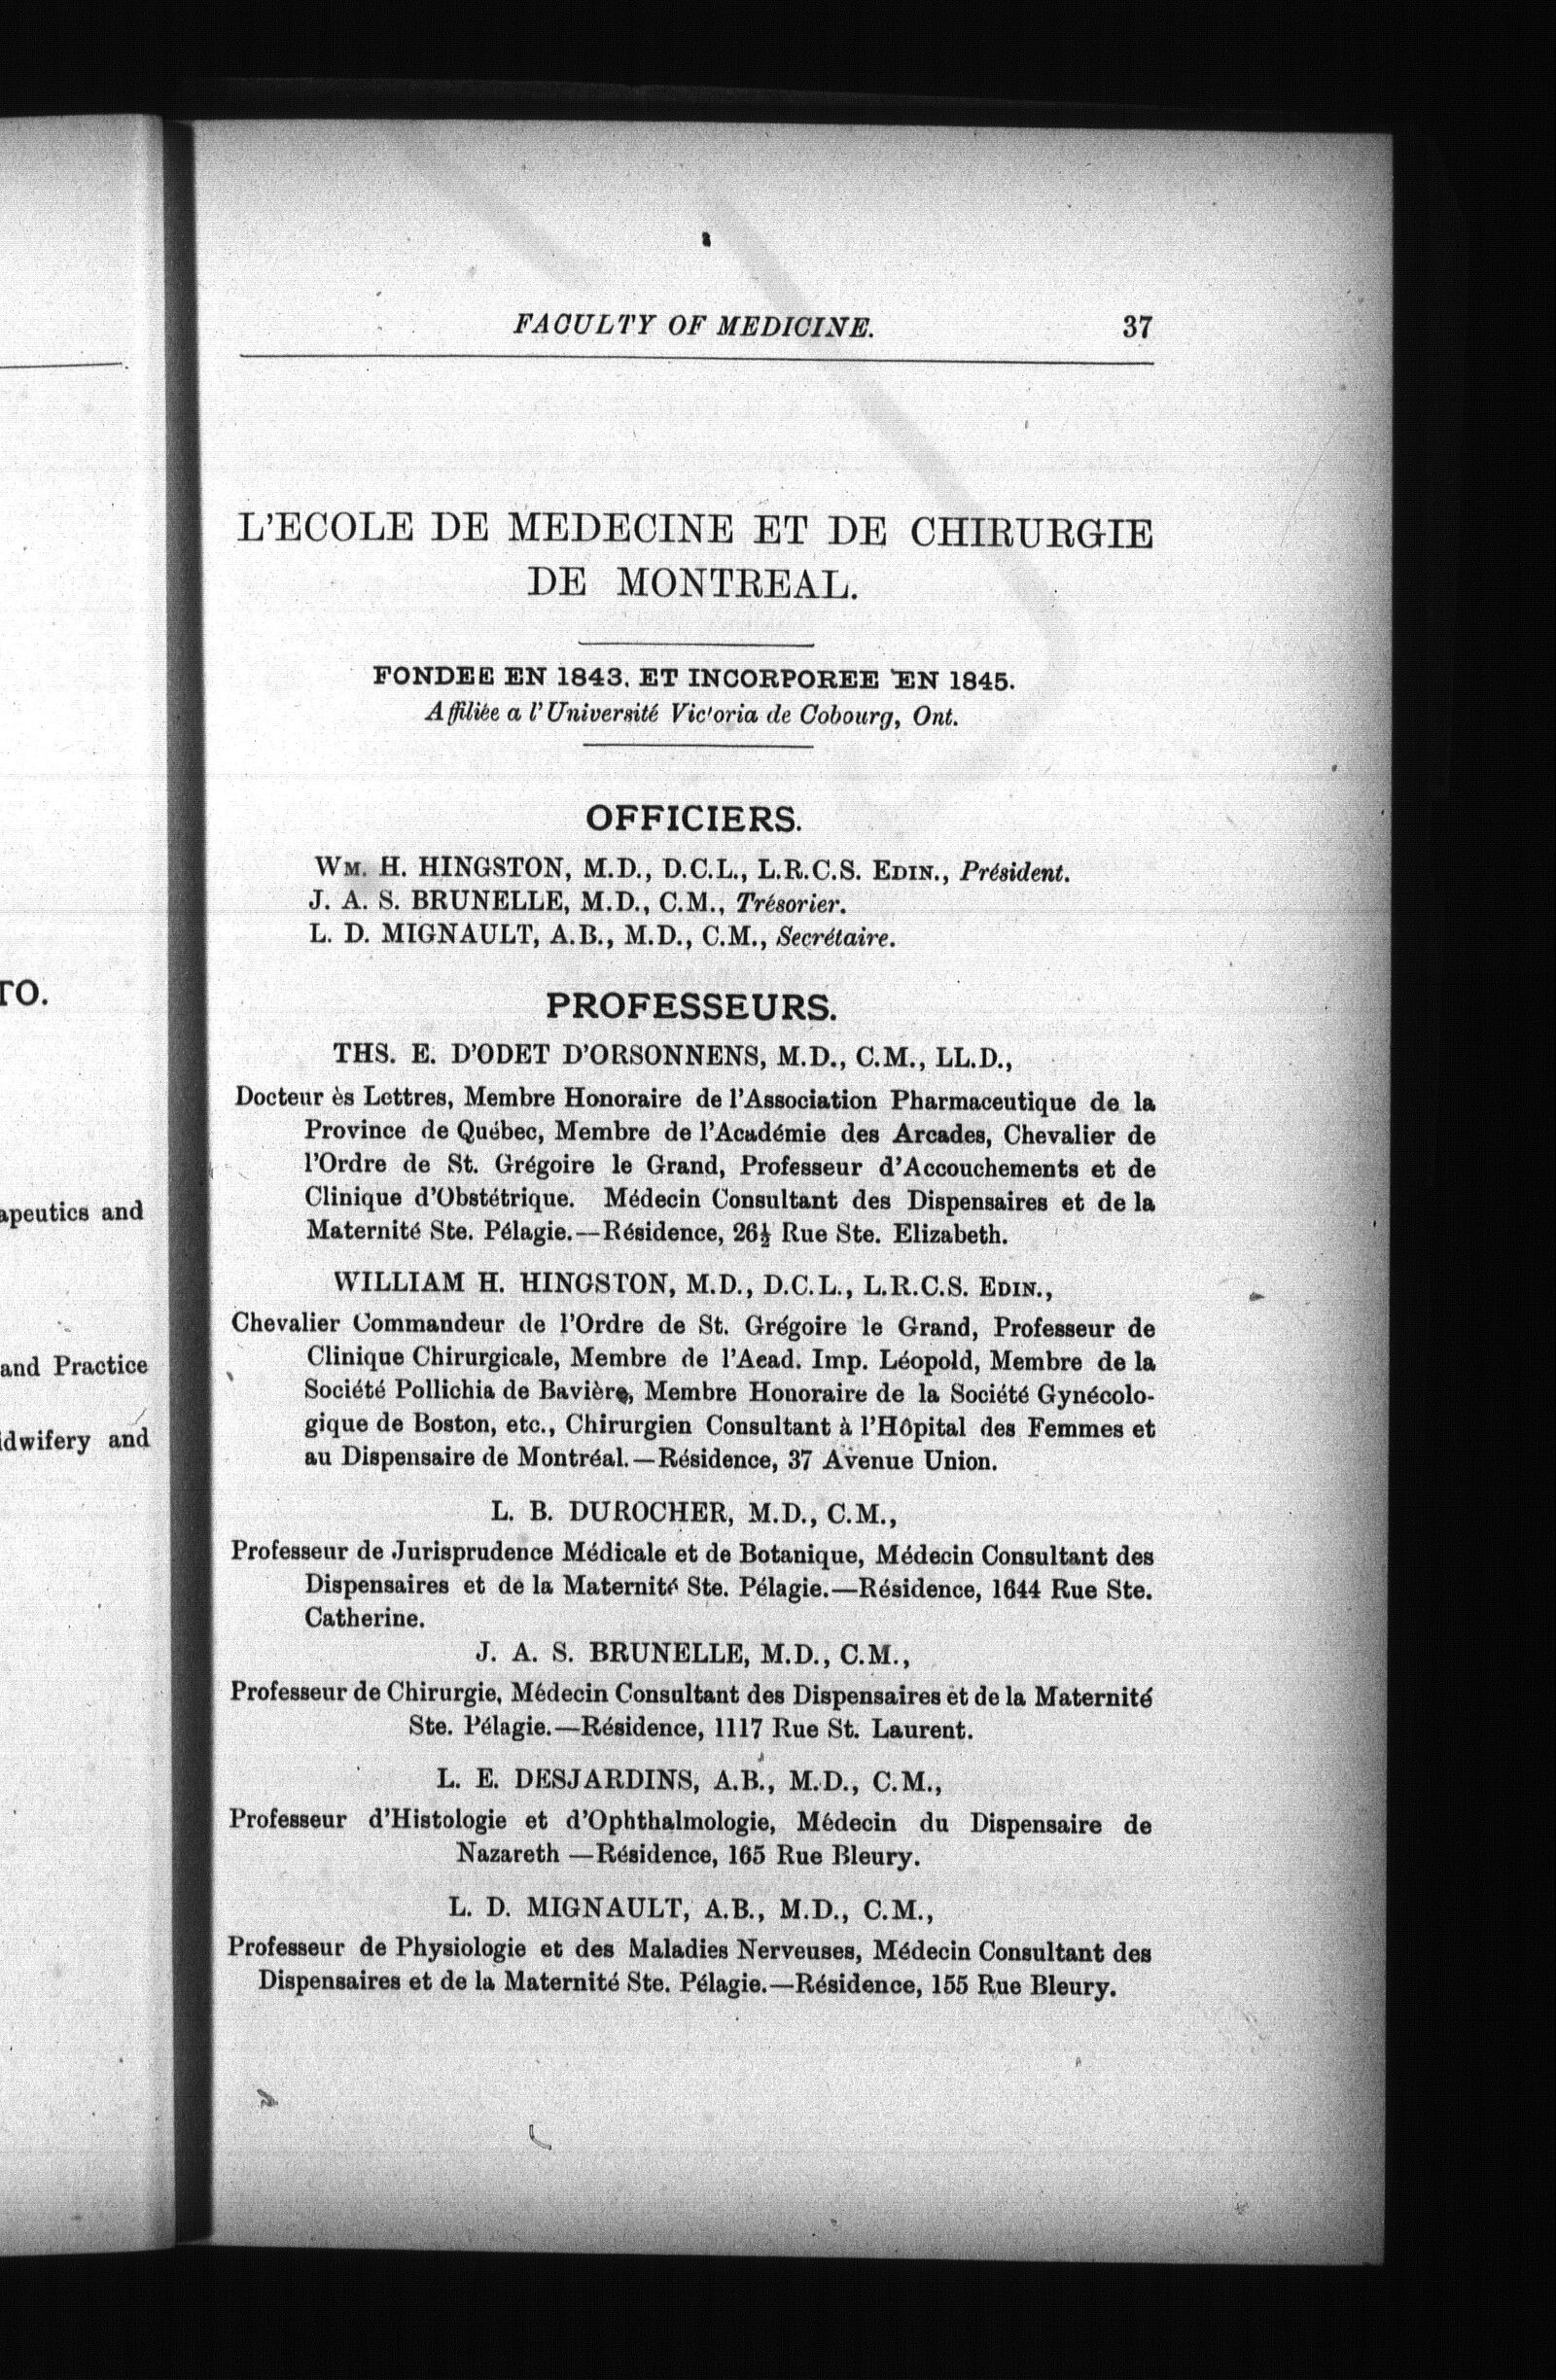 FACULTY OF MEDICINE. 37
L'ECOLE DE MEDECINE ET DE CHIRURGIE
DE MONTREAL.
FONDEE EN 1843. ET INCORPOREE EN 1845.
Affiliée a l'Université Victoria de Cobourg, Ont.
OFFICIERS.
WM. H. HINGSTON, M.D., D.C.L., L.R.C.S. EDIN., Président.
J. A. S. BRUNELLE, M.D., C.M., Trésorier.
L. D. MIGNAULT, A.B., M.D., C.M., Secrétaire.
PROFESSEURS.
THS. E. D'ODET D'ORSONNENS, M.D., C.M., LL.D.,
Docteur ès Lettres, Membre Honoraire de l'Association Pharmaceutique de la
Province de Québec, Membre de l'Académie des Arcades, Chevalier de
l'Ordre de St. Grégoire le Grand, Professeur d'Accouchements et de
Clinique d'Obstétrique. Médecin Consultant des Dispensaires et de la
Maternité Ste. Pélagie.—Résidence, 26½ Rue Ste. Elizabeth.
WILLIAM H. HINGSTON, M.D., D.C.L., L.R.C.S. EDIN.,
Chevalier Commandeur de l'Ordre de St. Grégoire le Grand, Professeur de
Clinique Chirurgicale, Membre de l'Aead. Imp. Léopold, Membre de la
Société Pollichia de Bavière, Membre Honoraire de la Société Gynécolo-
gique de Boston, etc., Chirurgien Consultant à l'Hôpital des Femmes et
au Dispensaire de Montréal.—Résidence, 37 Avenue Union.
L. B. DUROCHER, M.D., C.M.,
Professeur de Jurisprudence Médicale et de Botanique, Médecin Consultant des
Dispensaires et de la Maternité Ste. Pélagie.—Résidence, 1644 Rue Ste.
Catherine.
J. A. S. BRUNELLE, M.D., C.M.,
Professeur de Chirurgie, Médecin Consultant des Dispensaires et de la Maternité
Ste. Pélagie.—Résidence, 1117 Rue St. Laurent.
L. E. DESJARDINS, A.B., M.D., C.M.,
Professeur d'Histologie et d'Ophthalmologie, Médecin du Dispensaire de
Nazareth —Résidence, 165 Rue Bleury.
L. D. MIGNAULT, A.B., M.D., C.M.,
Professeur de Physiologie et des Maladies Nerveuses, Médecin Consultant des
Dispensaires et de la Maternité Ste. Pélagie.—Résidence, 155 Rue Bleury.
and
and Practice
and